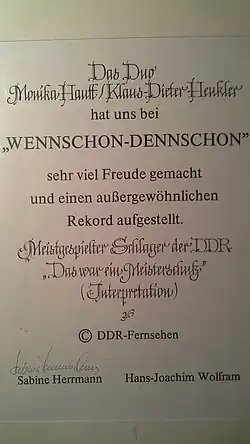 Das Duo
Monika Hauff/Klaus-Dieter Henkler
hat uns bei
„WENNSCHON-DENNSCHON”
sehr viel Freude gemacht
und einen außergewöhnlichen
Rekord aufgestellt.
Meistgespielter Schlager der DDR
„Das war ein Meisterschuß”
(Interpretation)
© DDR-Fernsehen
Sabine Herrmann Hans-Joachim Wolfram